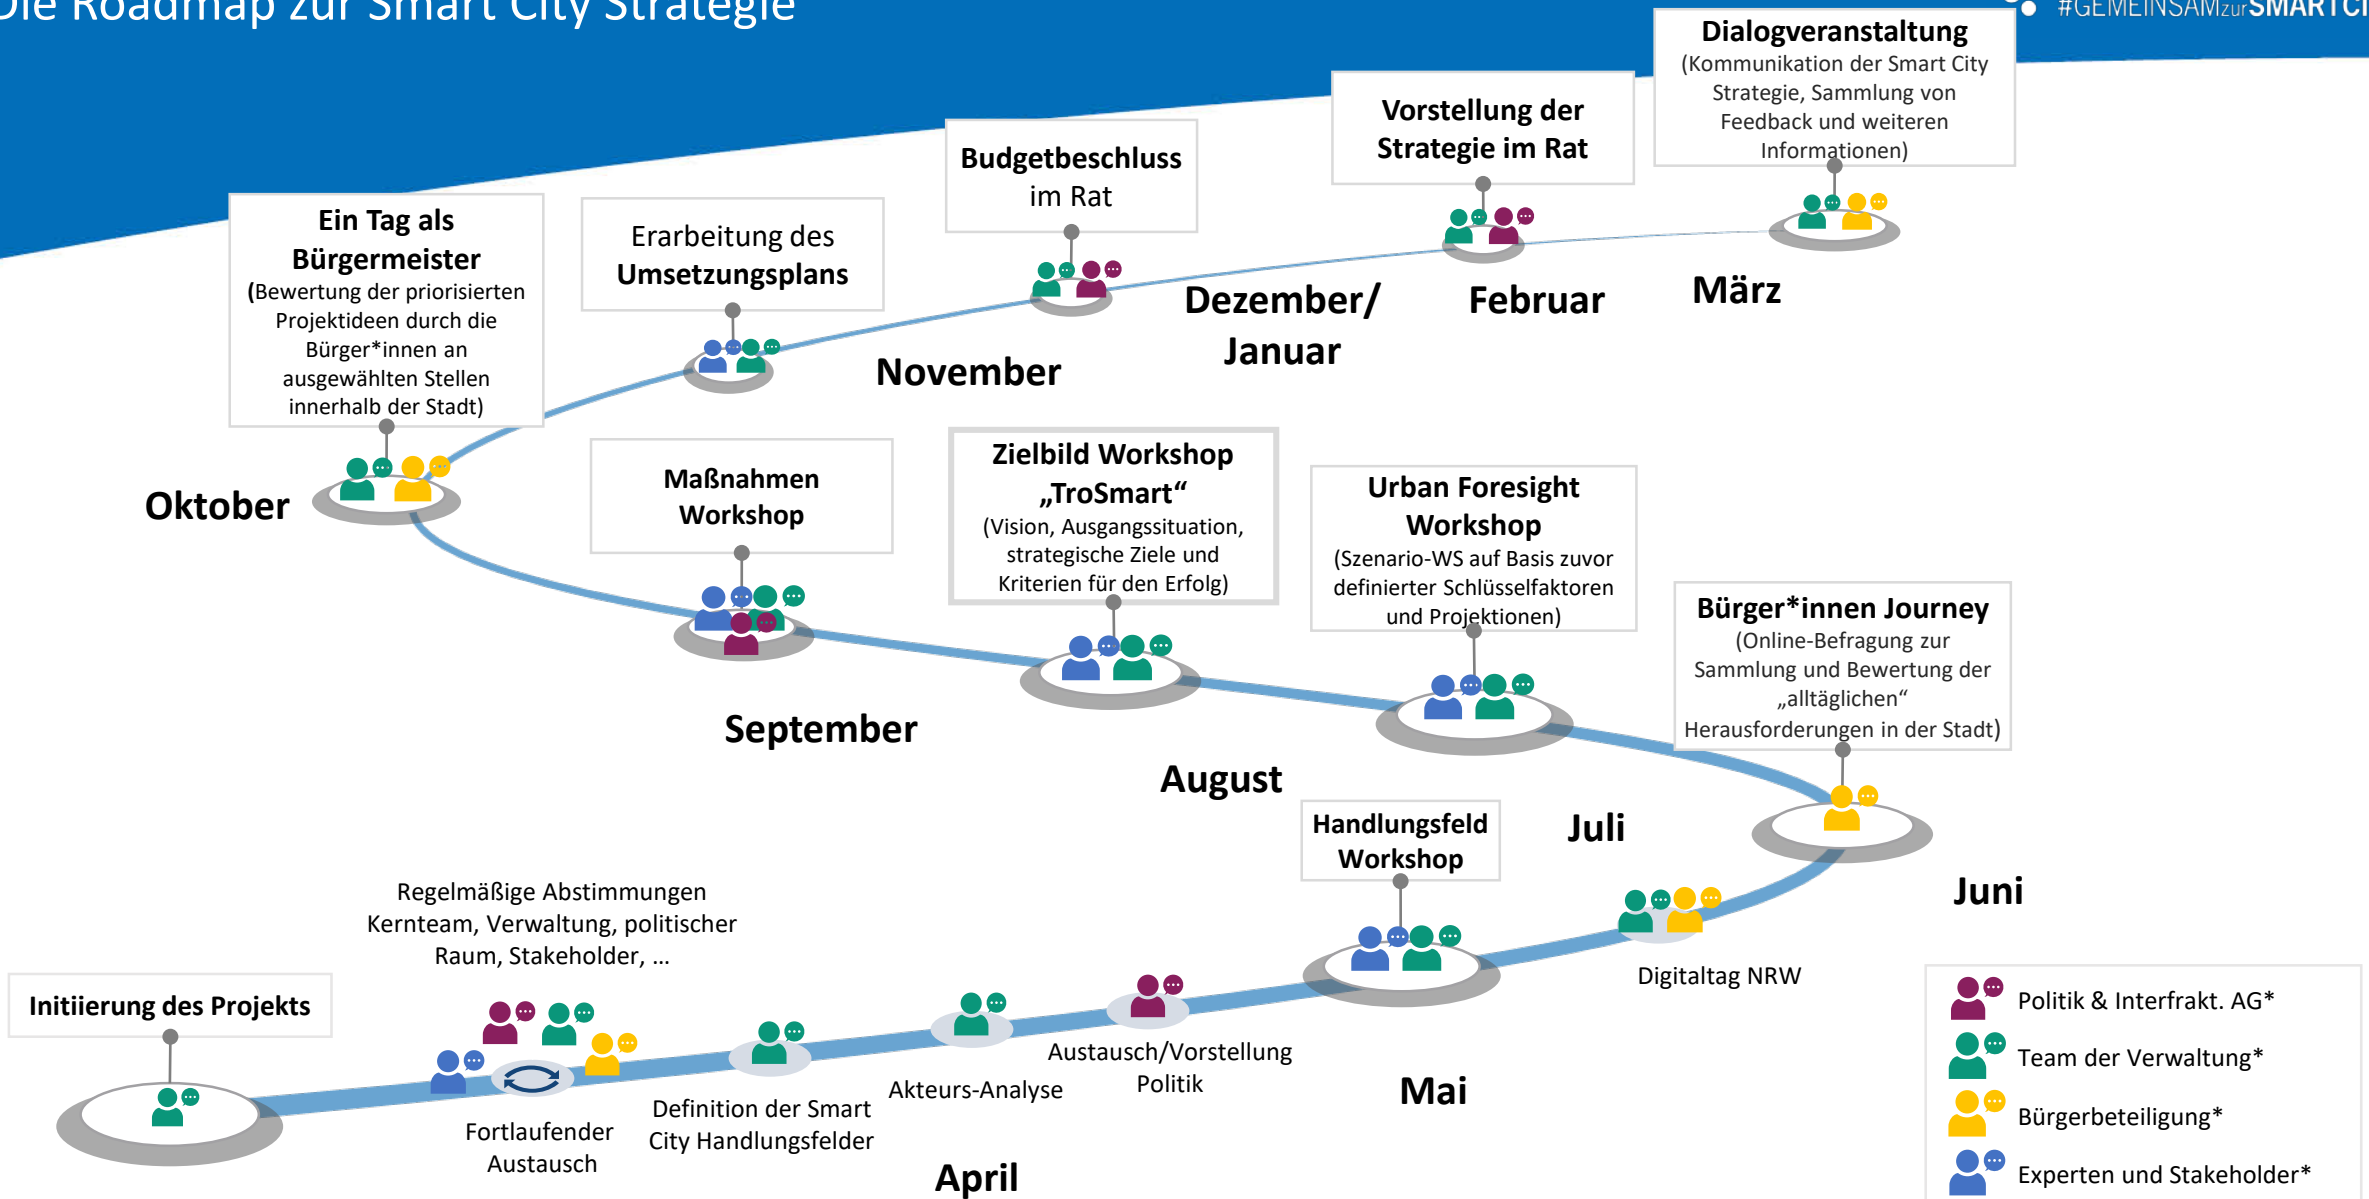 Die Roadmap zur Smart City Strategie
#GEMEINSAMzurSMARTCI
Dialogveranstaltung
(Kommunikation der Smart City
Strategie, Sammlung von
Feedback und weiteren
Informationen)
Vorstellung der
Strategie im Rat
Budgetbeschluss
im Rat
Erarbeitung des
Umsetzungsplans
Ein Tag als
Bürgermeister
(Bewertung der priorisierten
Projektideen durch die
Bürger*innen an
ausgewählten Stellen
innerhalb der Stadt)
März
Februar
Dezember/
Januar
November
Oktober
Maßnahmen
Workshop
Zielbild Workshop
„TroSmart“
(Vision, Ausgangssituation,
strategische Ziele und
Kriterien für den Erfolg)
Urban Foresight
Workshop
(Szenario-WS auf Basis zuvor
definierter Schlüsselfaktoren
und Projektionen)
Bürger*innen Journey
(Online-Befragung zur
Sammlung und Bewertung der
„alltäglichen“
Herausforderungen in der Stadt)
September
August
Juli
Juni
Handlungsfeld
Workshop
Regelmäßige Abstimmungen
Kernteam, Verwaltung, politischer
Raum, Stakeholder, ...
Initiierung des Projekts
Fortlaufender
Austausch
Definition der Smart
City Handlungsfelder
Akteurs-Analyse
Austausch/Vorstellung
Politik
Digitaltag NRW
April
Mai
Politik & Interfrakt. AG*
Team der Verwaltung*
Bürgerbeteiligung*
Experten und Stakeholder*